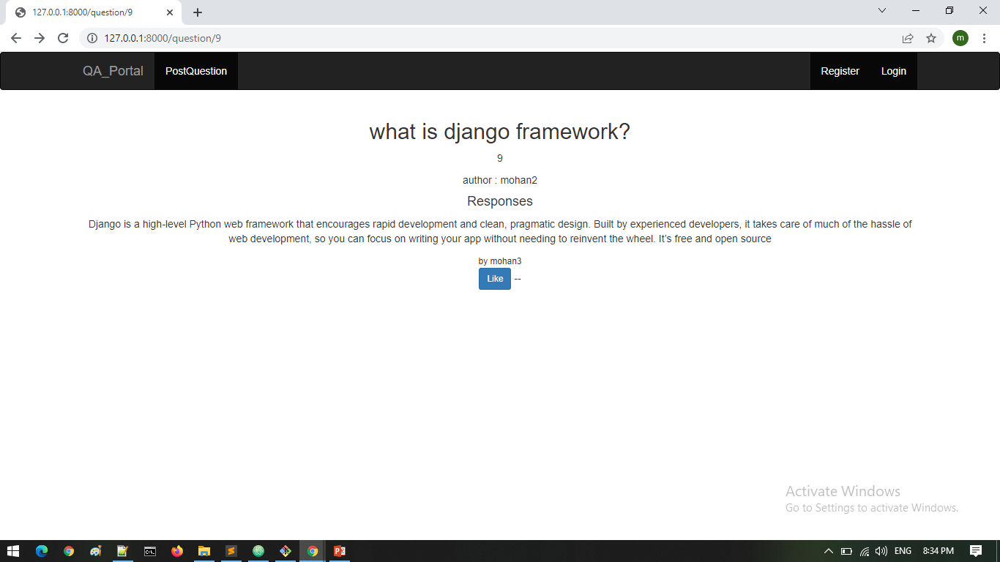 127.0.0.1:8000/question/9
127.0.0.1:8000/question/9
m
QA_Portal PostQuestion Register Login
what is django framework?
9
author : mohan2
Responses
Django is a high-level Python web framework that encourages rapid development and clean, pragmatic design. Built by experienced developers, it takes care of much of the hassle of
web development, so you can focus on writing your app without needing to reinvent the wheel. It's free and open source
by mohan3
Like --
Activate Windows
Go to Settings to activate Windows.
ENG 8:34 PM